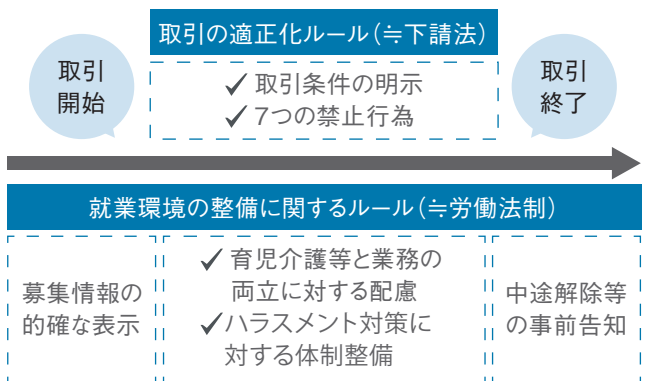 取引の適正化ルール（≒下請法）
取引
開始
✓ 取引条件の明示
✓ 7つの禁止行為
取引
終了
就業環境の整備に関するルール（≒労働法制）
募集情報の
的確な表示
✓ 育児介護等と業務の
両立に対する配慮
✓ハラスメント対策に
対する体制整備
中途解除等
の事前告知